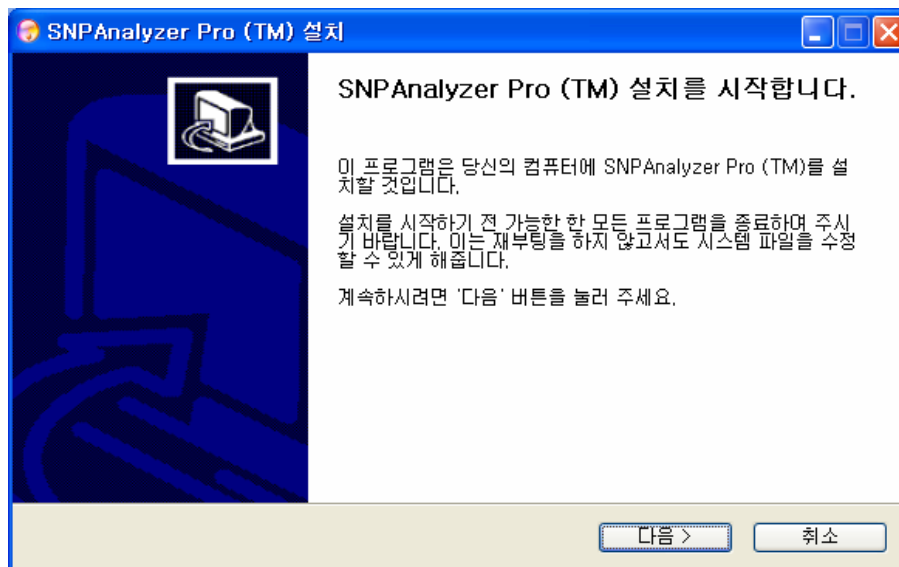 SNPAnalyzer Pro (TM) 설치
SNPAnalyzer Pro (TM) 설치를 시작합니다.
이 프로그램은 당신의 컴퓨터에 SNPAnalyzer Pro (TM)를 설
치할 것입니다.
설치를 시작하기 전 가능한 한 모든 프로그램을 종료하여 주시
기 바랍니다. 이는 재부팅을 하지 않고서도 시스템 파일을 수정
할 수 있게 해줍니다.
계속하시려면 '다음' 버튼을 눌러 주세요.
다음 >
취소